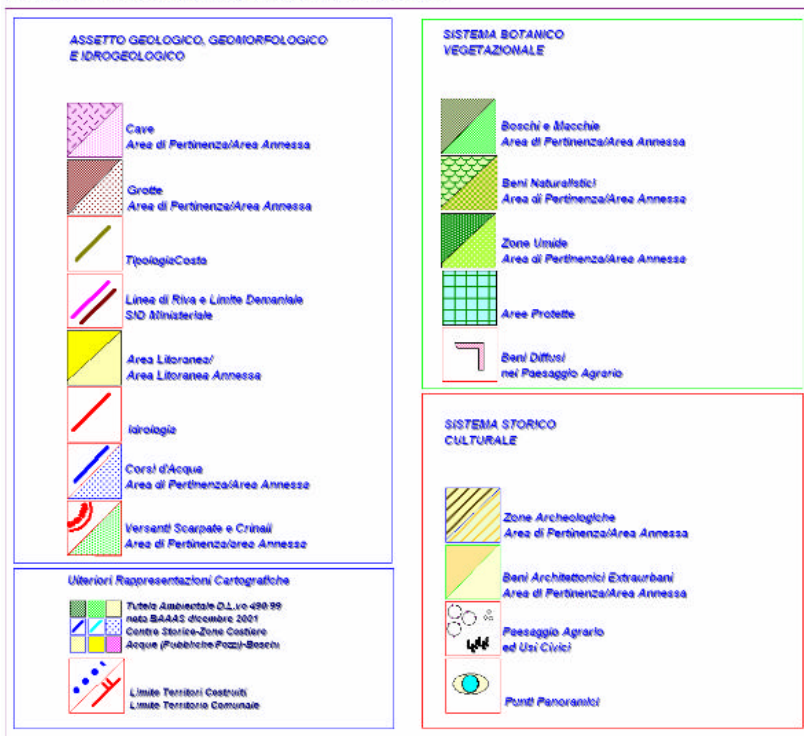 ASSETTO GEOLOGICO, GEOMORFOLOGICO
E IDROGEOLOGICO
Cave
Area di Pertinenza/Area Annessa
Grotte
Area di Pertinenza/Area Annessa
TipologiaCosta
Linea di Riva e Limite Demaniale
SID Ministeriale
Area Litoranea/
Area Litoranea Annessa
Idrologia
Corsi d'Acque
Area di Pertinenza/Area Annessa
Versanti Scarpate e Crinali
Area di Pertinenza/area Annessa
Ulteriori Rappresentazioni Cartografiche
Tutela Ambientale D.L.vo 490/99
nota BAAAS dicembre 2001
Centro Storico-Zone Costiere
Acque (Pubbliche-Pozzi)-Boschi
Limite Territori Costruiti
Limite Territorio Comunale
SISTEMA BOTANICO
VEGETAZIONALE
Boschi e Macchie
Area di Pertinenza/Area Annessa
Beni Naturalistici
Area di Pertinenza/Area Annessa
Zone Umide
Area di Pertinenza/Area Annessa
Aree Protette
Beni Diffusi
nel Paesaggio Agrario
SISTEMA STORICO
CULTURALE
Zone Archeologiche
Area di Pertinenza/Area Annessa
Beni Architettonici Extraurbani
Area di Pertinenza/Area Annessa
Paesaggio Agrario
ed Usi Civici
Punti Panoramici